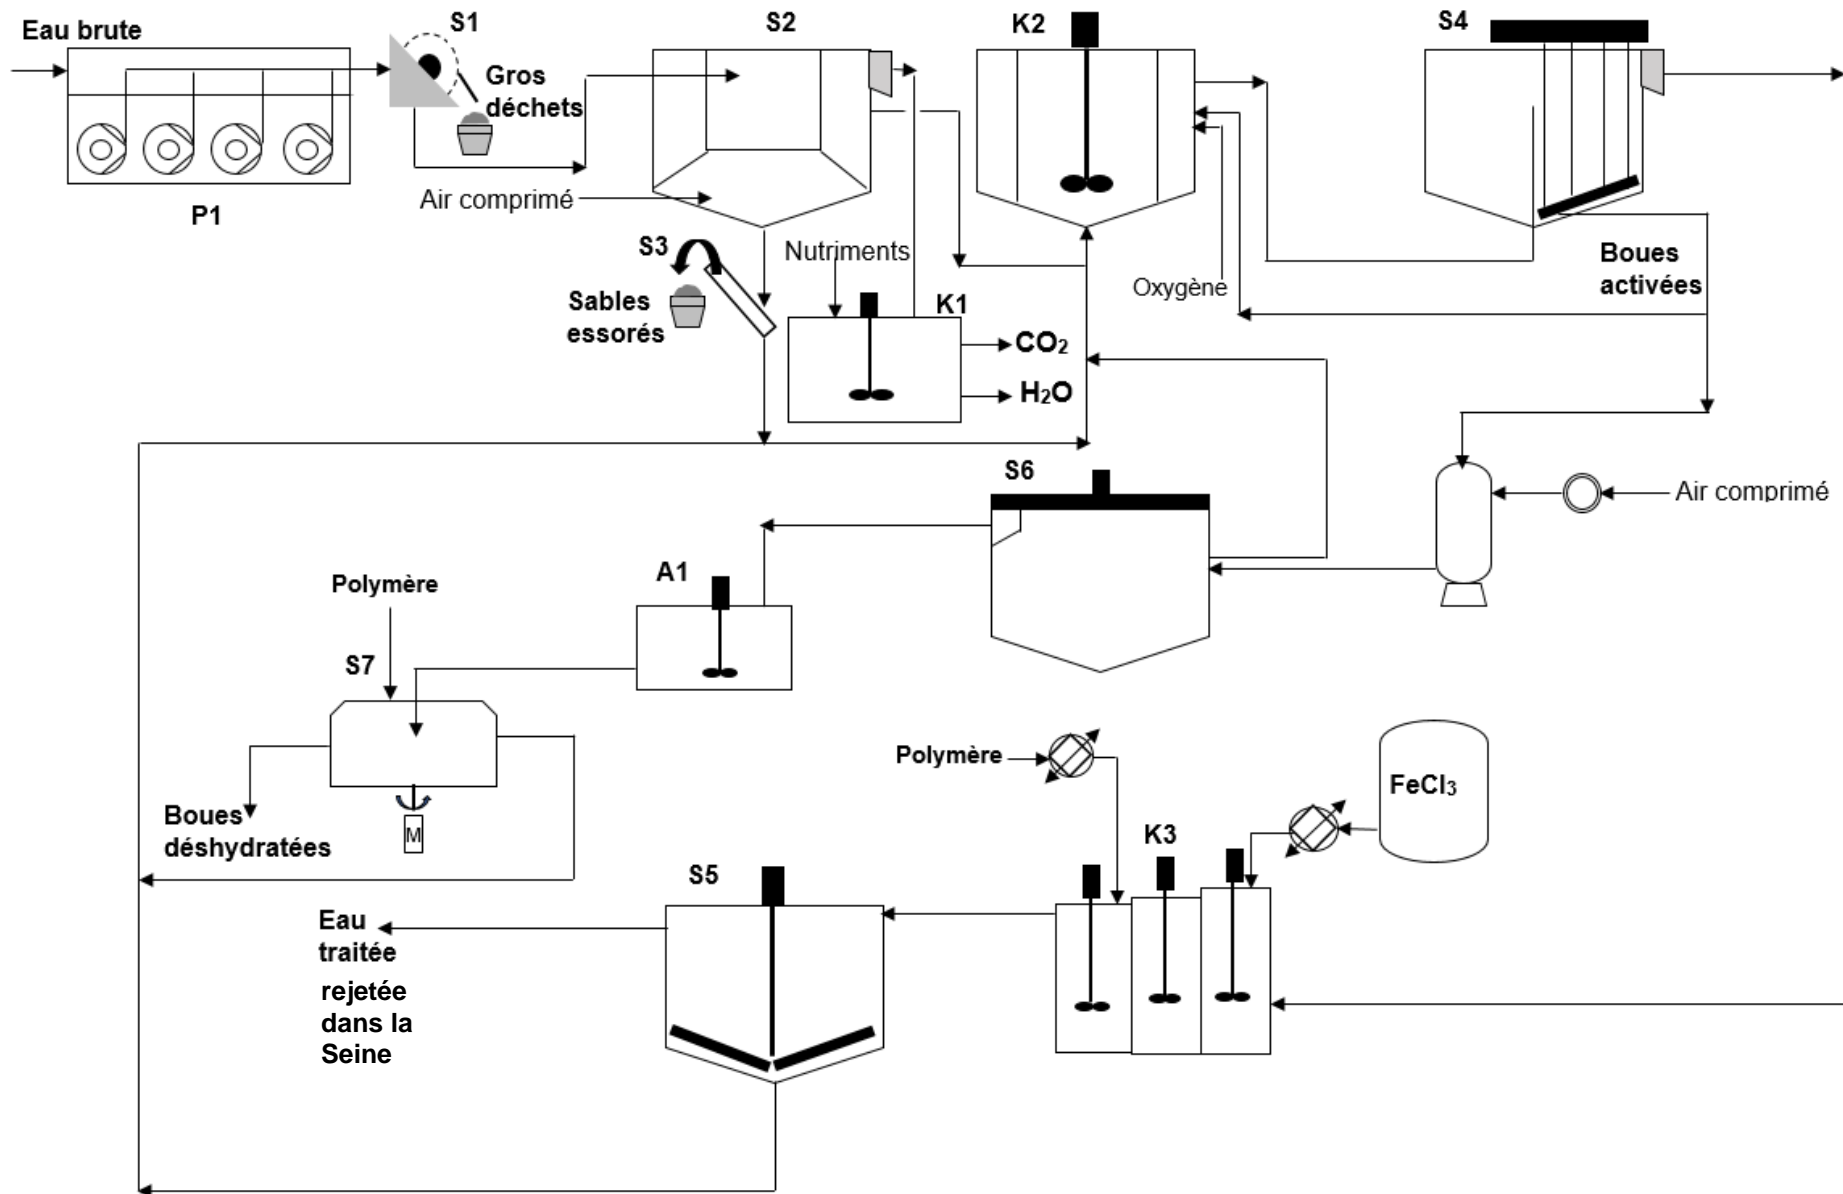 Eau brute
S1
S2
K2
S4
Gros
déchets
Air comprimé
P1
S3
Nutriments
Oxygène
Boues
activées
Sables
essorés
K1
CO₂
H₂O
S6
Air comprimé
A1
Polymère
S7
Polymère
FeCl₃
Boues
déshydratées
M
K3
S5
Eau
traitée
rejetée
dans la
Seine